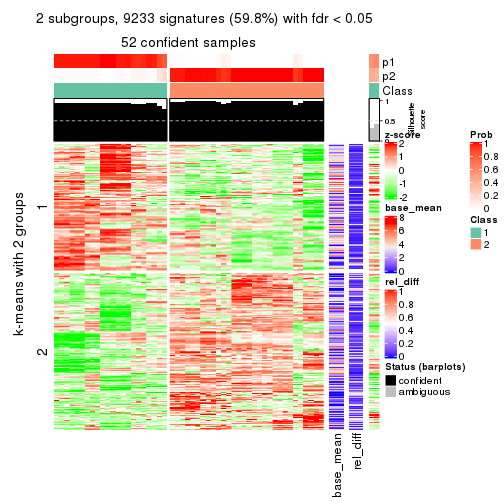 2 subgroups, 9233 signatures (59.8%) with fdr < 0.05
52 confident samples
p1
p2
Class
1
0.5
0
Silhouette
score
k-means with 2 groups
1
2
base_mean
rel_diff
z-score
2
1
0
-1
-2
base_mean
8
6
4
2
0
rel_diff
1
0.8
0.6
0.4
0.2
0
Status (barplots)
confident
ambiguous
Prob
1
0.8
0.6
0.4
0.2
0
Class
1
2